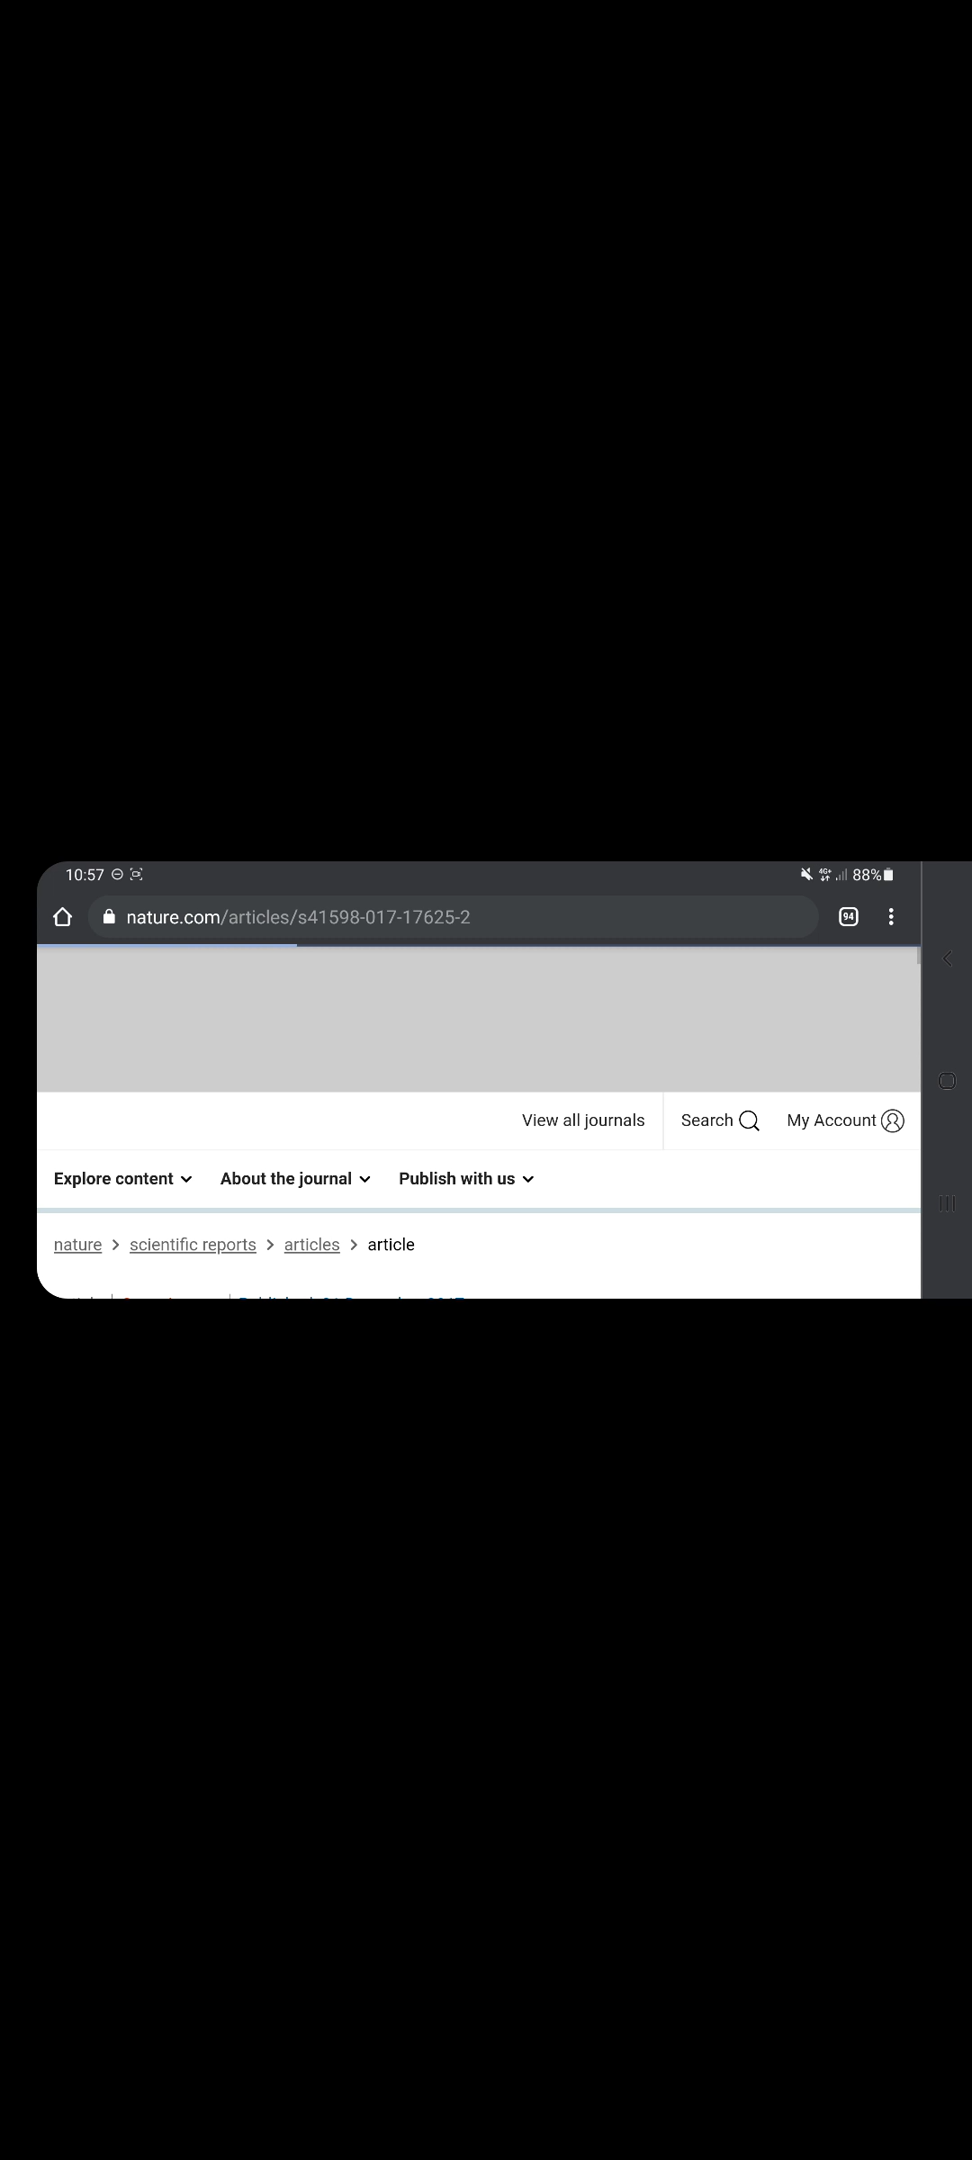 10:57 88%
nature.com/articles/s41598-017-17625-2 94
View all journals Search My Account
Explore content About the journal Publish with us
nature > scientific reports > articles > article